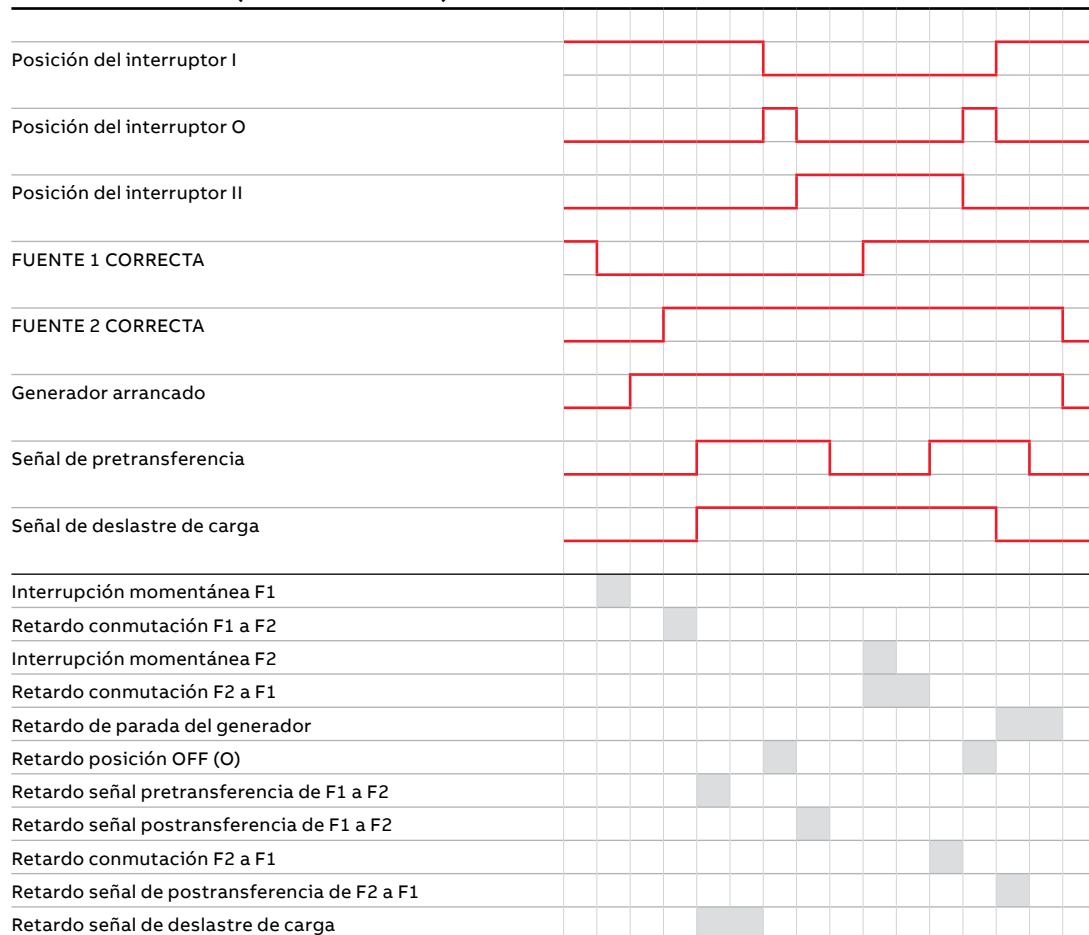 Posición del interruptor I
Posición del interruptor O
Posición del interruptor II
FUENTE 1 CORRECTA
FUENTE 2 CORRECTA
Generador arrancado
Señal de pretransferencia
Señal de deslastre de carga
Interrupción momentánea F1
Retardo conmutación F1 a F2
Interrupción momentánea F2
Retardo conmutación F2 a F1
Retardo de parada del generador
Retardo posición OFF (O)
Retardo señal pretransferencia de F1 a F2
Retardo señal postransferencia de F1 a F2
Retardo conmutación F2 a F1
Retardo señal de postransferencia de F2 a F1
Retardo señal de deslastre de carga